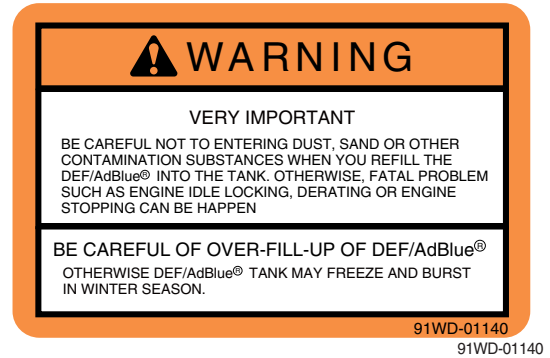 WARNING
VERY IMPORTANT
BE CAREFUL NOT TO ENTERING DUST, SAND OR OTHER
CONTAMINATION SUBSTANCES WHEN YOU REFILL THE
DEF/AdBlue® INTO THE TANK. OTHERWISE, FATAL PROBLEM
SUCH AS ENGINE IDLE LOCKING, DERATING OR ENGINE
STOPPING CAN BE HAPPEN
BE CAREFUL OF OVER-FILL-UP OF DEF/AdBlue®
OTHERWISE DEF/AdBlue® TANK MAY FREEZE AND BURST
IN WINTER SEASON.
91WD-01140
91WD-01140